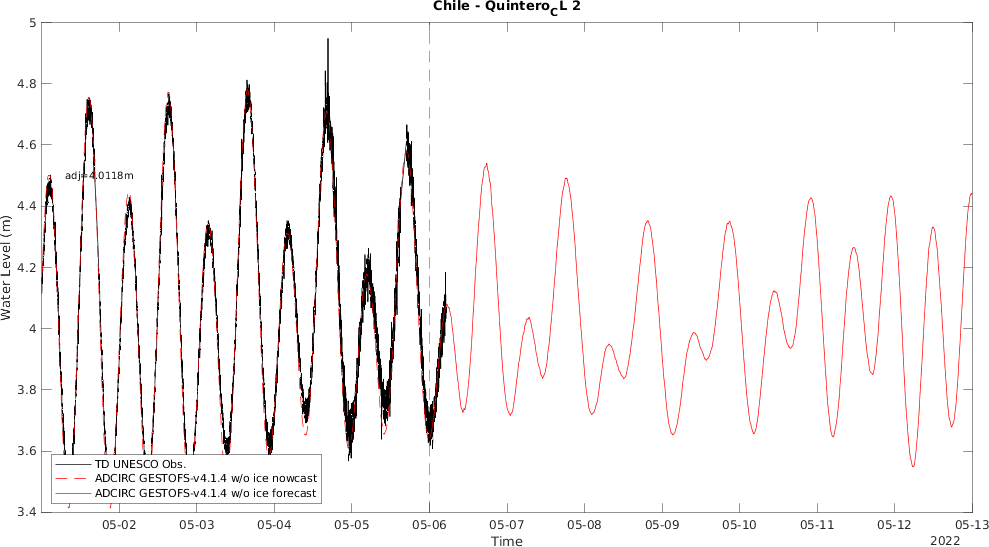 Chile - Quintero_CL 2
5
4.8
4.6
4.4
4.2
4
3.8
3.6
3.4
Water Level (m)
adj=4.0118m
TD UNESCO Obs.
ADCIRC GESTOFS-v4.1.4 w/o ice nowcast
ADCIRC GESTOFS-v4.1.4 w/o ice forecast
05-02 05-03 05-04 05-05 05-06 05-07 05-08 05-09 05-10 05-11 05-12 05-13
Time
2022